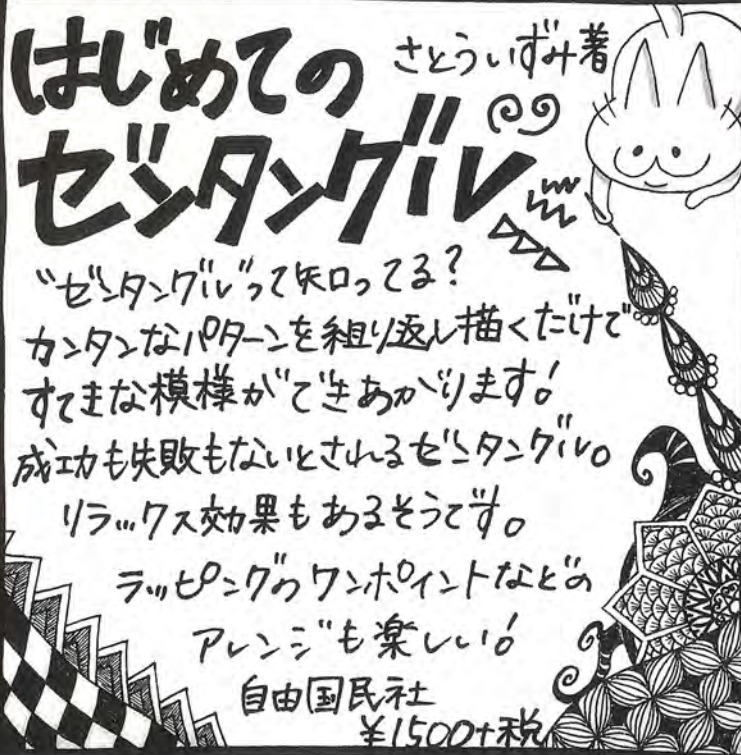 はじめての
さとういずみ著
ゼンタングル
“ゼンタングル”って知ってる?
カンタンなパターンを組り返し描くだけで
すてきな模様ができあがります!
成功も失敗もないとされるゼンタングル。
リラックス効果もあるそうです。
ラッピングのワンポイントなどの
アレンジも楽しい!
自由国民社
¥1500+税